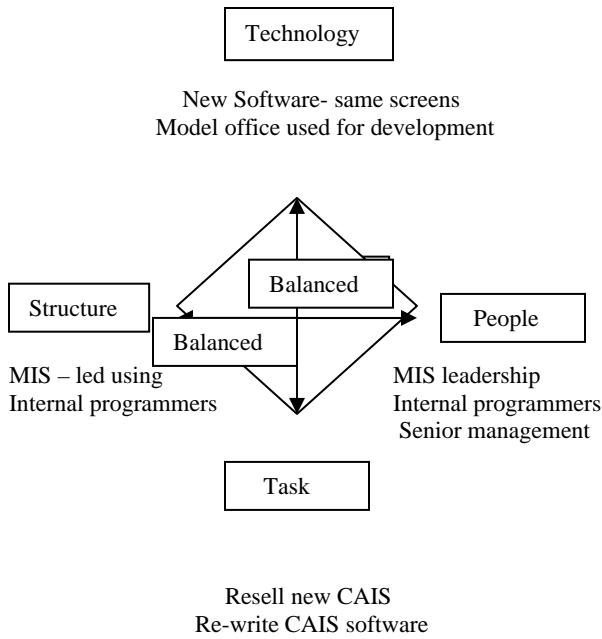 Technology
New Software- same screens
Model office used for development
Balanced
Structure
People
Balanced
MIS – led using
Internal programmers
MIS leadership
Internal programmers
Senior management
Task
Resell new CAIS
Re-write CAIS software